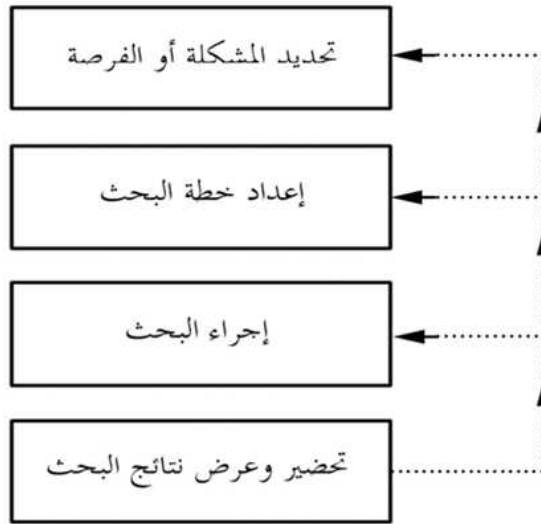 تحديد المشكلة أو الفرصة
إعداد خطة البحث
إجراء البحث
تحضير وعرض نتائج البحث